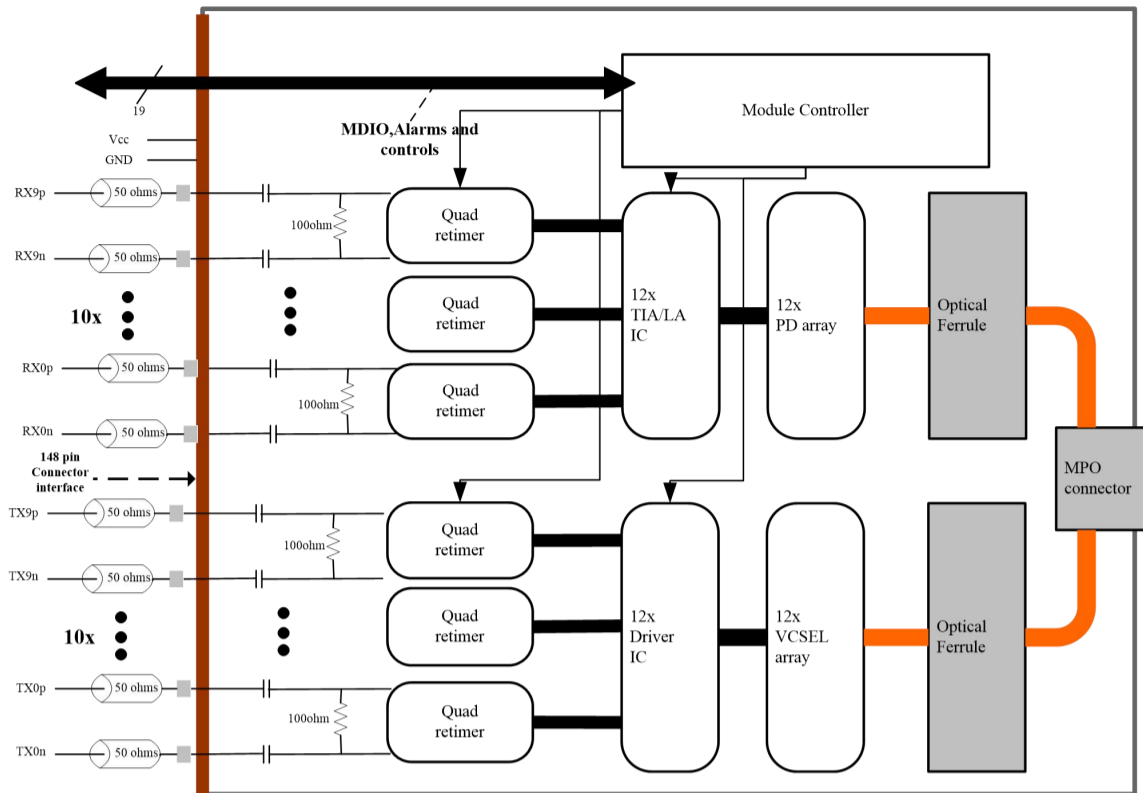 Module Controller
19
MDIO,Alarms and
controls
Vcc
GND
RX9p
50 ohms
100ohm
RX9n
50 ohms
10x
RX0p
50 ohms
100ohm
RX0n
50 ohms
Quad
retimer
Quad
retimer
Quad
retimer
12x
TIA/LA
IC
12x
PD array
Optical
Ferrule
148 pin
Connector
interface
MPO
connector
TX9p
50 ohms
100ohm
TX9n
50 ohms
10x
TX0p
50 ohms
100ohm
TX0n
50 ohms
Quad
retimer
Quad
retimer
Quad
retimer
12x
Driver
IC
12x
VCSEL
array
Optical
Ferrule